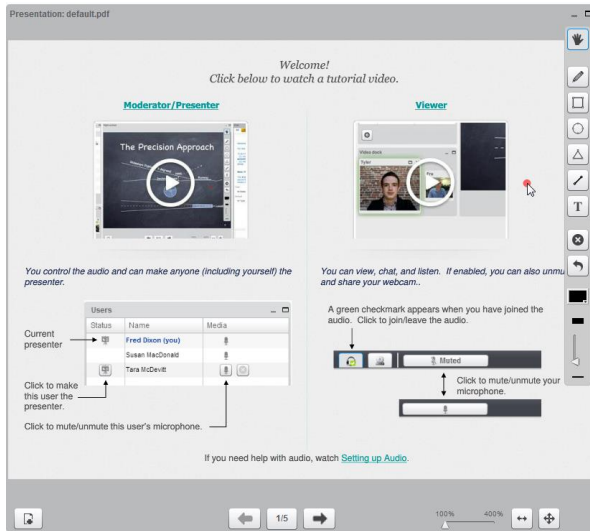 Presentation: default.pdf
Welcome!
Click below to watch a tutorial video.
Moderator/Presenter
Viewer
The Precision Approach
Video dock
Tyler
You control the audio and can make anyone (including yourself) the
presenter.
You can view, chat, and listen. If enabled, you can also unmu
and share your webcam..
Users
Status Name Media
Fred Dixon (you)
Susan MacDonald
Tara McDevitt
Current
presenter
Click to make
this user the
presenter.
Click to mute/unmute this user's microphone.
A green checkmark appears when you have joined the
audio. Click to join/leave the audio.
Muted
Click to mute/unmute your
microphone.
If you need help with audio, watch Setting up Audio.
T
1/5
100% 400%